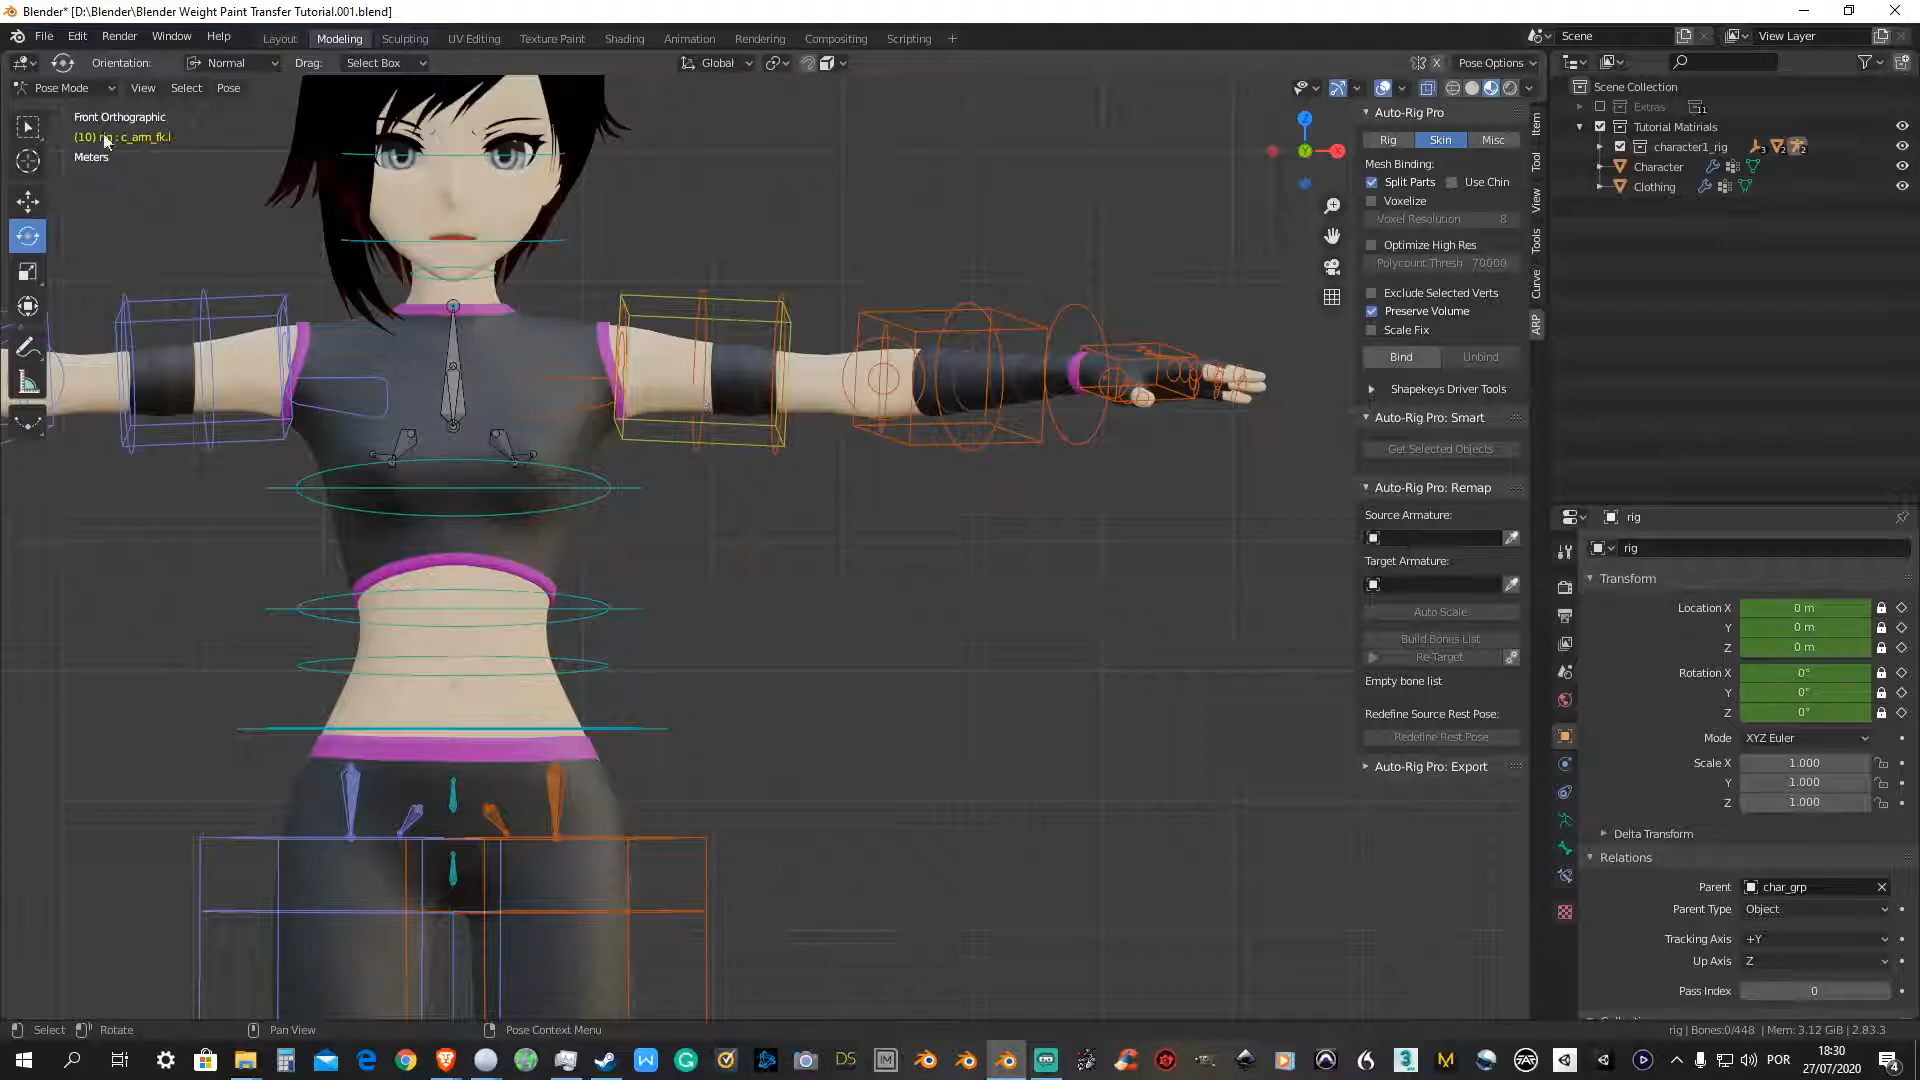 Blender* [D:\Blender\Blender Weight Paint Transfer Tutorial.001.blend]
File Edit Render Window Help Layout Modeling Sculpting UV Editing Texture Paint Shading Animation Rendering Compositing Scripting + Scene View Layer
Orientation: Normal Drag: Select Box Global X Pose Options
Pose Mode View Select Pose
Front Orthographic
(10) rig : c_arm_fk.l
Meters
Auto-Rig Pro
Rig Skin Misc
Mesh Binding:
Split Parts Use Chin
Voxelize
Voxel Resolution 8
Optimize High Res
Polycount Thresh 70000
Exclude Selected Verts
Preserve Volume
Scale Fix
Bind Unbind
Shapekeys Driver Tools
Auto-Rig Pro: Smart
Get Selected Objects
Auto-Rig Pro: Remap
Source Armature:
Target Armature:
Auto Scale
Build Bones List
Re-Target
Empty bone list
Redefine Source Rest Pose:
Redefine Rest Pose
Auto-Rig Pro: Export
Item
Tool
View
Tools
Curve
ARP
Scene Collection
Extras 11
Tutorial Matirials
character1_rig 3 2 2
Character
Clothing
rig
rig
Transform
Location X 0 m
Y 0 m
Z 0 m
Rotation X 0°
Y 0°
Z 0°
Mode XYZ Euler
Scale X 1.000
Y 1.000
Z 1.000
Delta Transform
Relations
Parent char_grp
Parent Type Object
Tracking Axis +Y
Up Axis Z
Pass Index 0
Select Rotate Pan View Pose Context Menu rig | Bones:0/448 | Mem: 3.12 GiB | 2.83.3
POR
18:30
27/07/2020
4